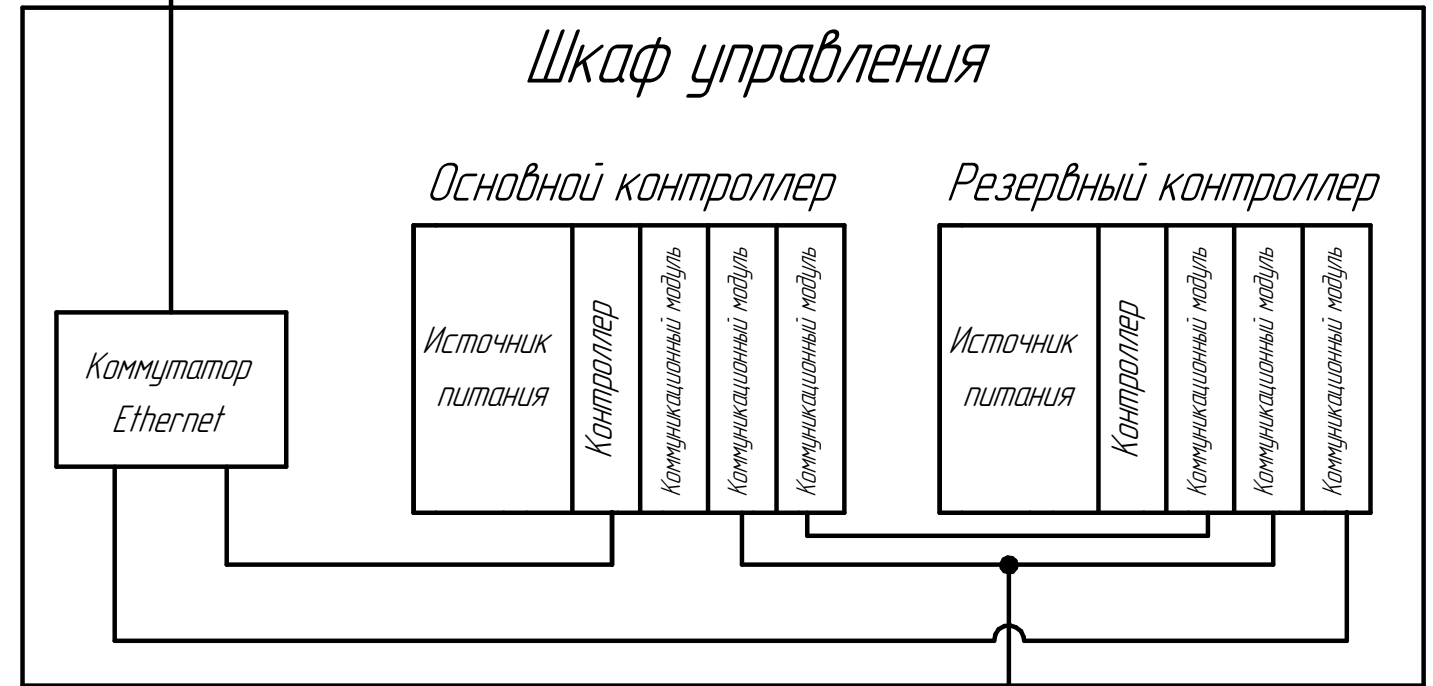 Шкаф управления
Основной контроллер
Резервный контроллер
Источник
питания
Контроллер
Коммуникационный модуль
Коммуникационный модуль
Коммуникационный модуль
Источник
питания
Контроллер
Коммуникационный модуль
Коммуникационный модуль
Коммуникационный модуль
Коммутатор
Ethernet